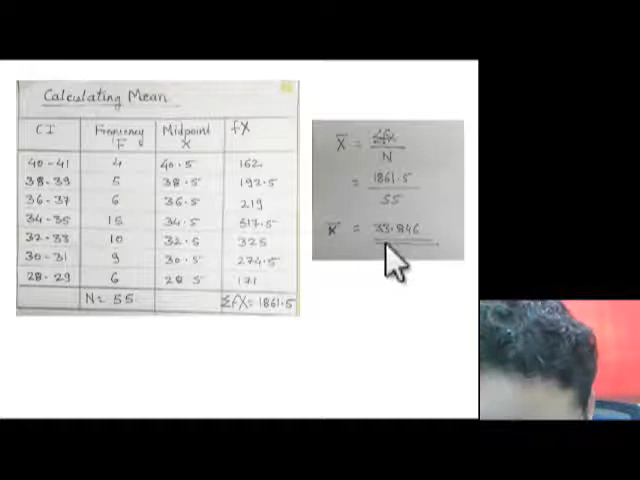 Calculating Mean
CI Frequency F Midpoint X fX
40-41 4 40.5 162
38-39 5 38.5 192.5
36-37 6 36.5 219
34-35 15 34.5 517.5
32-33 10 32.5 325
30-31 9 30.5 274.5
28-29 6 28.5 171
N = 55 ΣfX = 1861.5
X̄ = ΣfX / N
= 1861.5 / 55
X̄ = 33.846